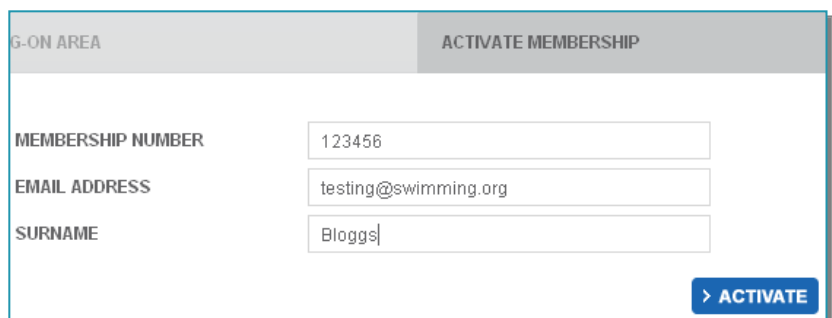 G-ON AREA ACTIVATE MEMBERSHIP
MEMBERSHIP NUMBER 123456
EMAIL ADDRESS testing@swimming.org
SURNAME Bloggs
> ACTIVATE